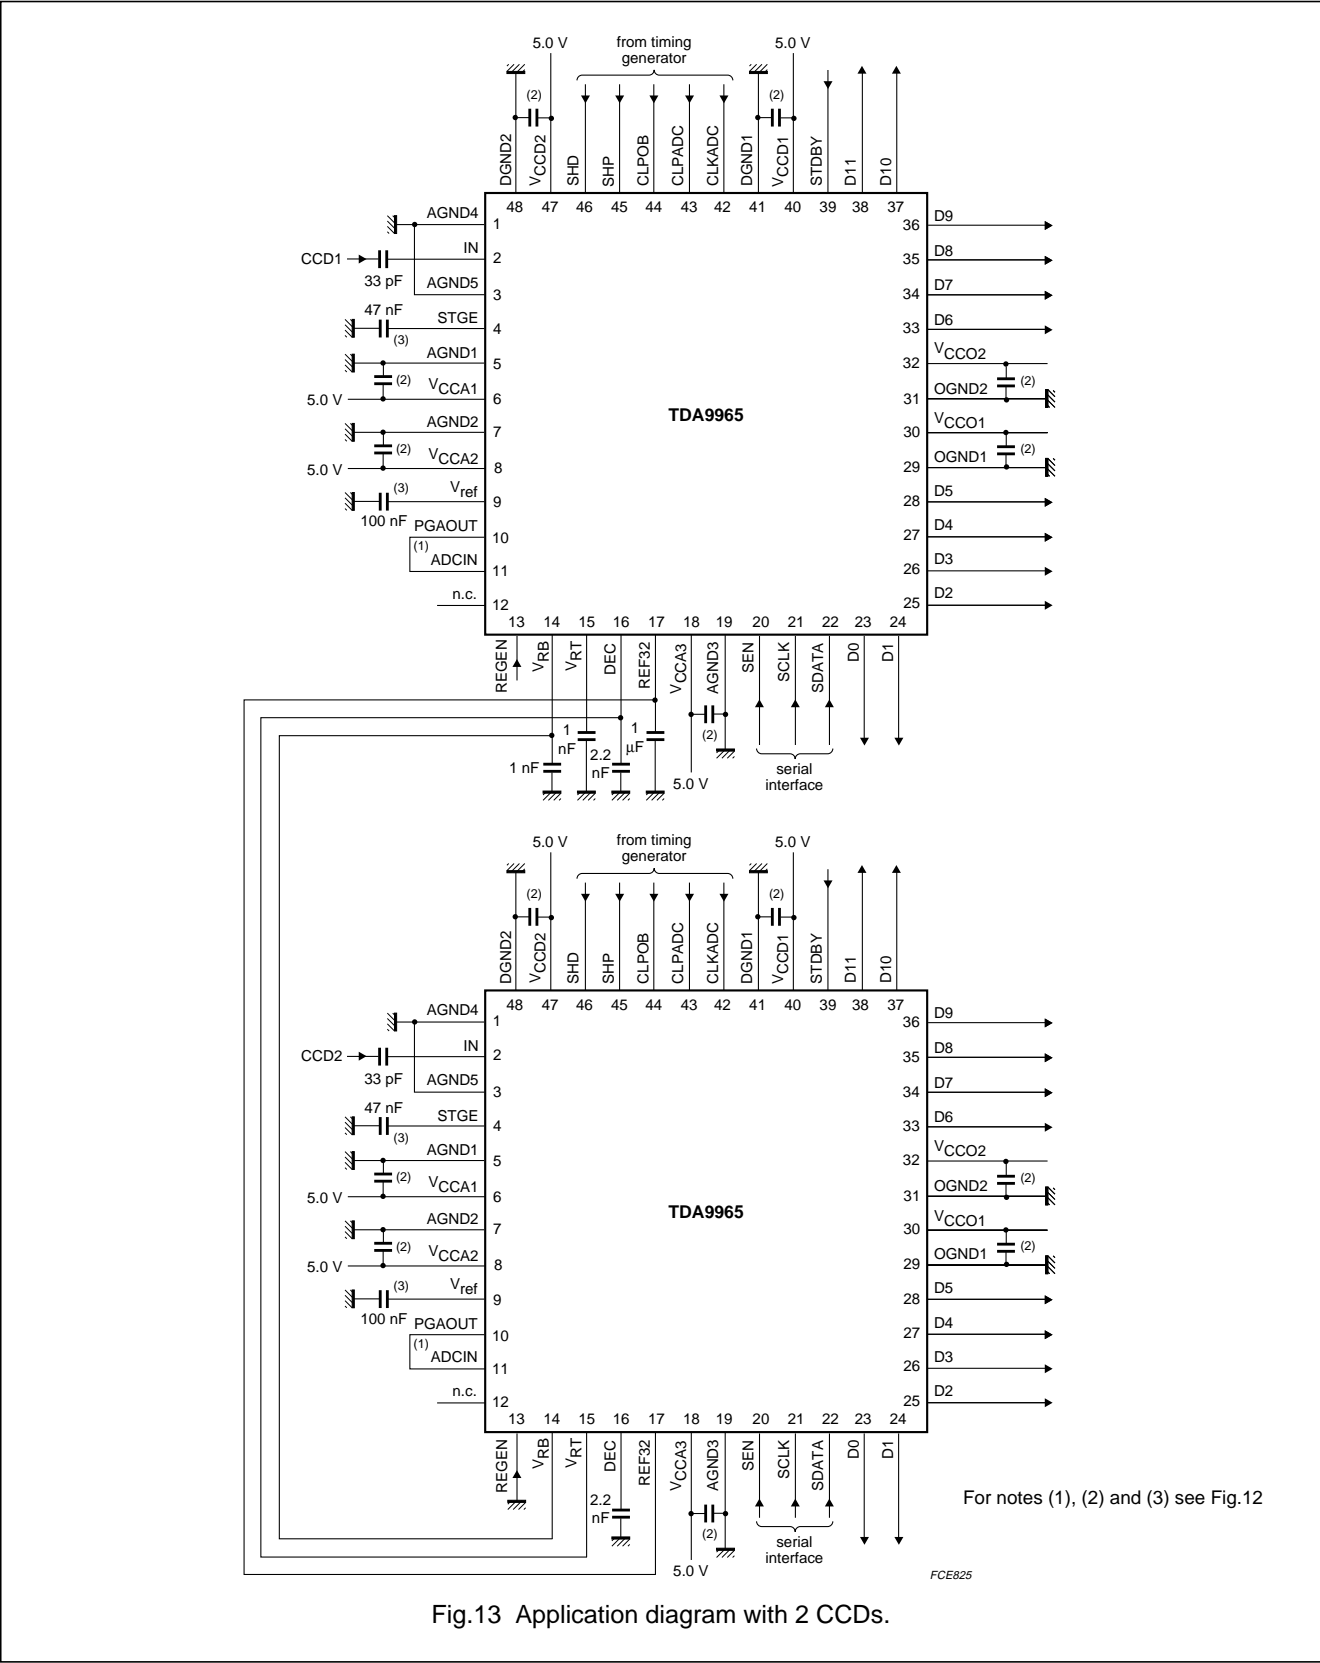 5.0 V
from timing
generator
5.0 V
(2)
(2)
DGND2
VCCD2
SHD
SHP
CLPOB
CLPADC
CLKADC
DGND1
VCCD1
STDBY
D11
D10
48 47 46 45 44 43 42 41 40 39 38 37
AGND4
1
CCD1
33 pF
IN
2
AGND5
3
47 nF
(3)
STGE
4
AGND1
5
(2)
5.0 V
VCCA1
6
AGND2
7
(2)
5.0 V
VCCA2
8
(3)
100 nF
Vref
9
PGAOUT
10
(1)
ADCIN
11
n.c.
12
TDA9965
36 D9
35 D8
34 D7
33 D6
32 VCCO2
(2)
31 OGND2
30 VCCO1
(2)
29 OGND1
28 D5
27 D4
26 D3
25 D2
13 14 15 16 17 18 19 20 21 22 23 24
REGEN
VRB
VRT
DEC
REF32
VCCA3
AGND3
SEN
SCLK
SDATA
D0
D1
1 nF
1
nF
2.2
nF
1
µF
(2)
5.0 V
serial
interface
5.0 V
from timing
generator
5.0 V
(2)
(2)
DGND2
VCCD2
SHD
SHP
CLPOB
CLPADC
CLKADC
DGND1
VCCD1
STDBY
D11
D10
48 47 46 45 44 43 42 41 40 39 38 37
AGND4
1
CCD2
33 pF
IN
2
AGND5
3
47 nF
(3)
STGE
4
AGND1
5
(2)
5.0 V
VCCA1
6
AGND2
7
(2)
5.0 V
VCCA2
8
(3)
100 nF
Vref
9
PGAOUT
10
(1)
ADCIN
11
n.c.
12
TDA9965
36 D9
35 D8
34 D7
33 D6
32 VCCO2
(2)
31 OGND2
30 VCCO1
(2)
29 OGND1
28 D5
27 D4
26 D3
25 D2
13 14 15 16 17 18 19 20 21 22 23 24
REGEN
VRB
VRT
DEC
REF32
VCCA3
AGND3
SEN
SCLK
SDATA
D0
D1
2.2
nF
(2)
5.0 V
serial
interface
For notes (1), (2) and (3) see Fig.12
FCE825
Fig.13 Application diagram with 2 CCDs.